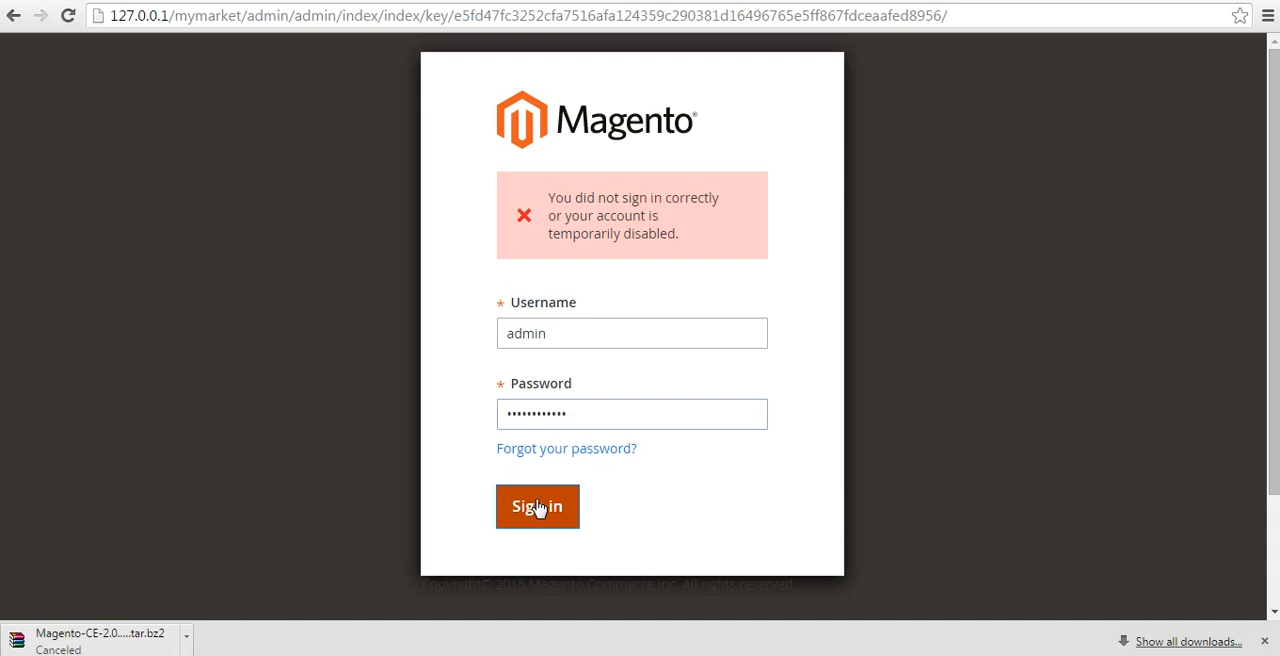 127.0.0.1/mymarket/admin/admin/index/index/key/e5fd47fc3252cfa7516afa124359c290381d16496765e5ff867fdceaafed8956/
Magento®
You did not sign in correctly
or your account is
temporarily disabled.
* Username
admin
* Password
••••••••••••
Forgot your password?
Sign in
Copyright© 2015 Magento Commerce Inc. All rights reserved.
Magento-CE-2.0.....tar.bz2
Canceled
Show all downloads...